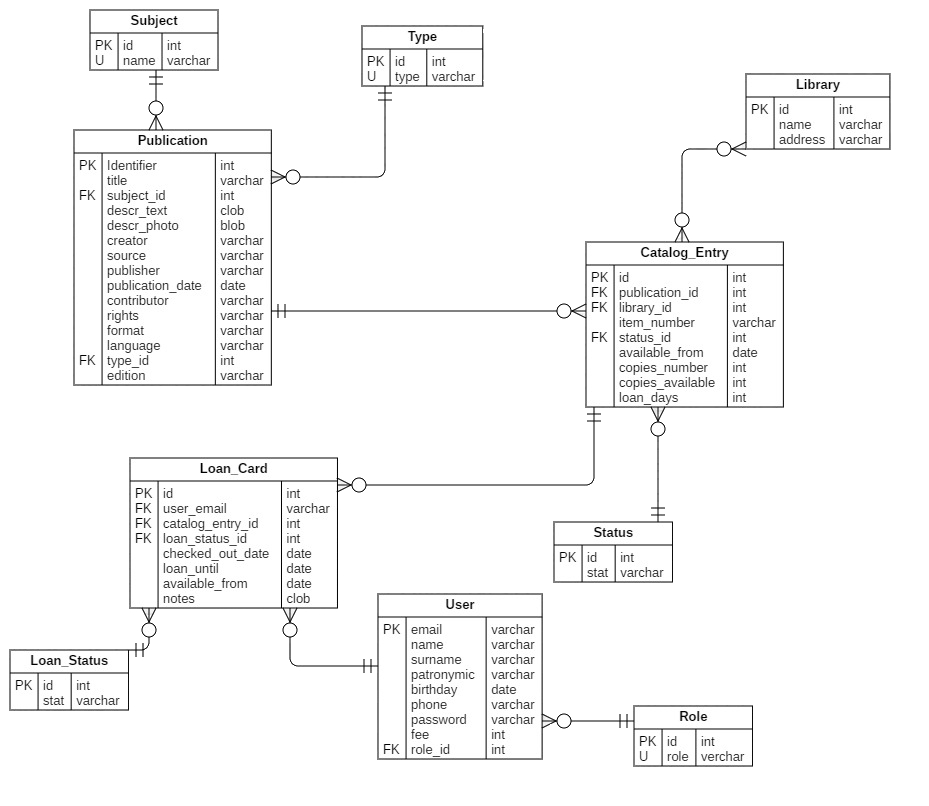 Subject
PK id int
U name varchar
Type
PK id int
U type varchar
Library
PK id int
name varchar
address varchar
Publication
PK Identifier int
title varchar
FK subject_id int
descr_text clob
descr_photo blob
creator varchar
source varchar
publisher varchar
publication_date date
contributor varchar
rights varchar
format varchar
language varchar
FK type_id int
edition varchar
Catalog_Entry
PK id int
FK publication_id int
FK library_id int
item_number varchar
FK status_id int
available_from date
copies_number int
copies_available int
loan_days int
Loan_Card
PK id int
FK user_email varchar
FK catalog_entry_id int
FK loan_status_id int
checked_out_date date
loan_until date
available_from date
notes clob
Status
PK id int
stat varchar
User
PK email varchar
name varchar
surname varchar
patronymic varchar
birthday date
phone varchar
password varchar
fee int
FK role_id int
Loan_Status
PK id int
stat varchar
Role
PK id int
U role verchar